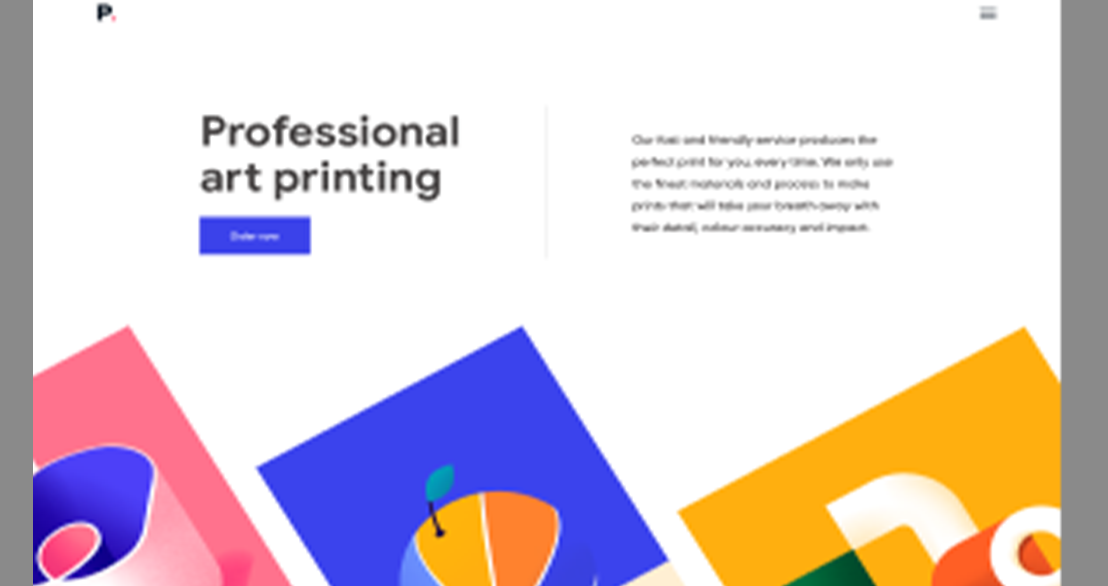 P.
Professional
art printing
Order now
Our fast and friendly service produces the
perfect print for you, every time. We only use
the finest materials and process to make
prints that will take your breath away with
their detail, colour accuracy and impact.